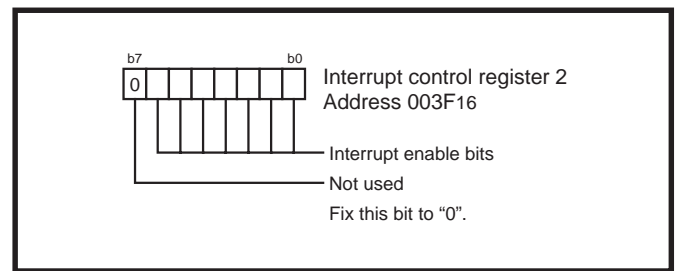 b7 b0
0
Interrupt control register 2
Address 003F16
Interrupt enable bits
Not used
Fix this bit to “0”.